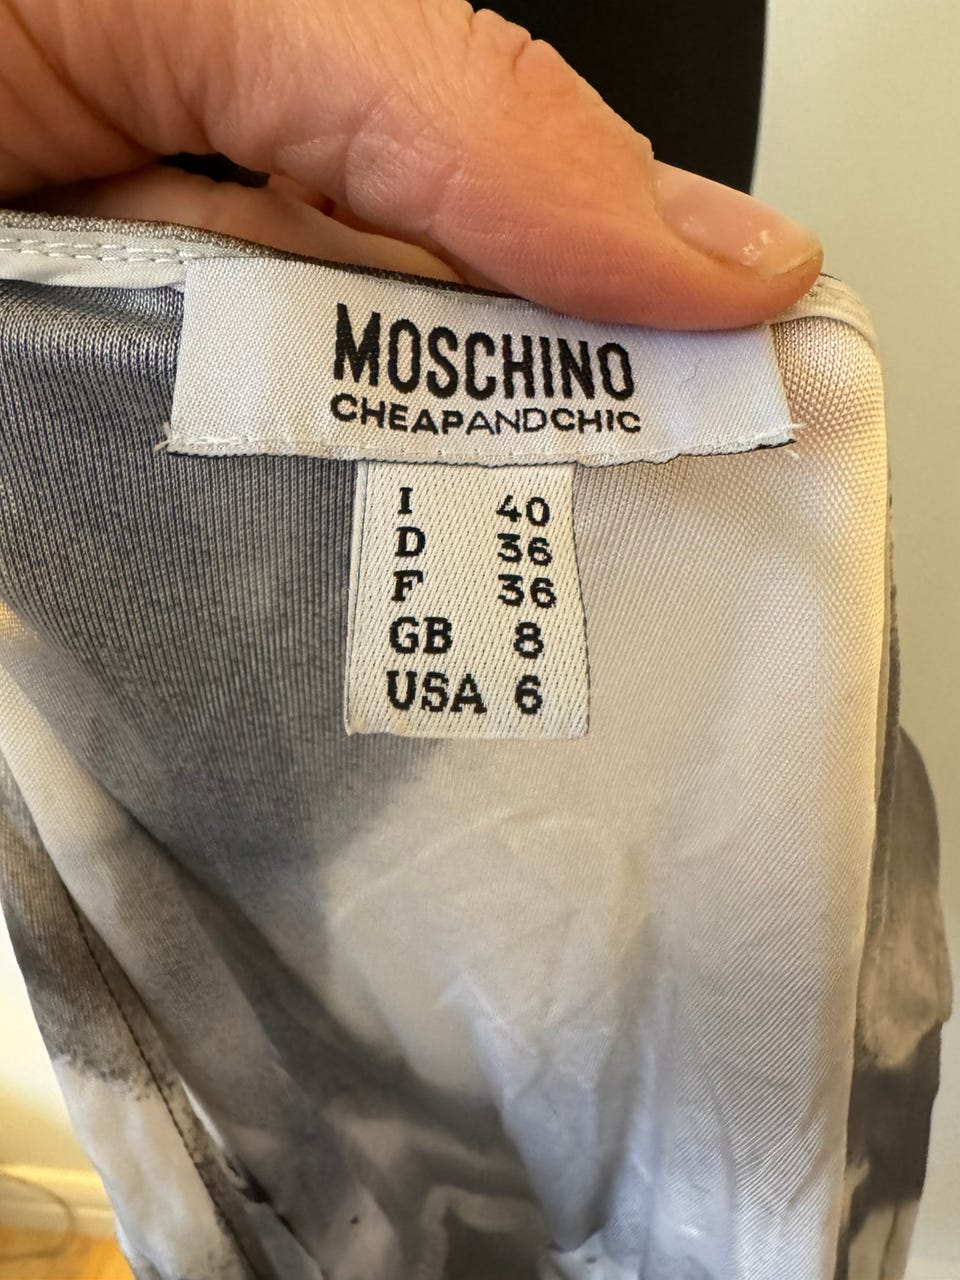 MOSCHINO
CHEAPANDCHIC
I 40
D 36
F 36
GB 8
USA 6